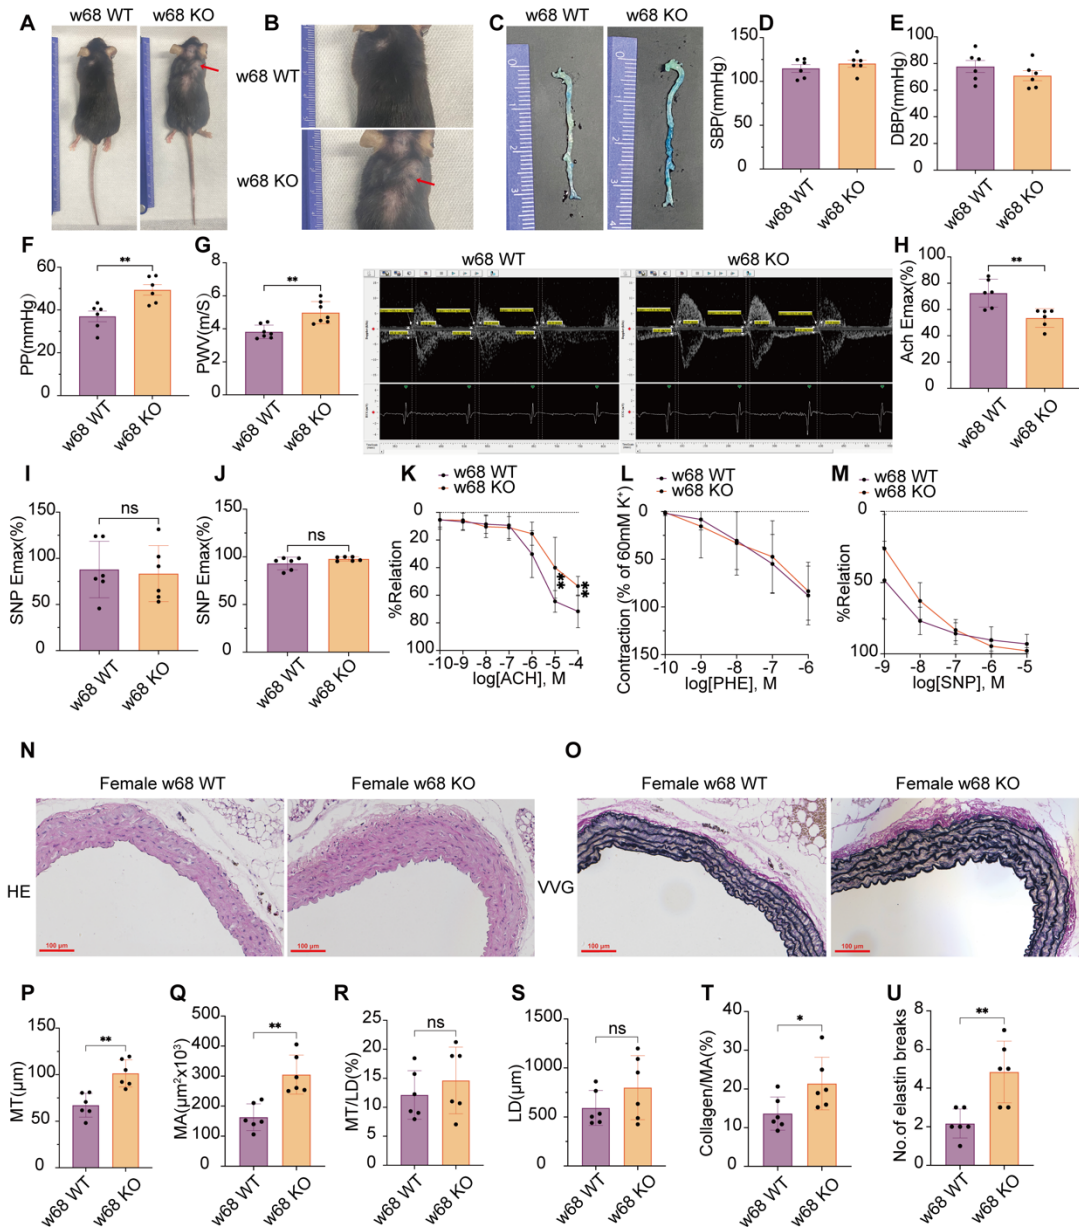 A w68 WT w68 KO
B
w68 WT
w68 KO
C w68 WT w68 KO
0
1
2
3
0
1
2
3
4
D
SBP(mmHg)
150
100
50
0
w68 WT
w68 KO
E
DBP(mmHg)
100
80
60
40
20
0
w68 WT
w68 KO
F
PP(mmHg)
60
40
20
0
**
w68 WT
w68 KO
G
PWV(m/S)
8
6
4
2
0
**
w68 WT
w68 KO
w68 WT w68 KO
H
Ach Emax(%)
100
80
60
40
20
0
**
w68 WT
w68 KO
I
SNP Emax(%)
150
100
50
0
ns
w68 WT
w68 KO
J
SNP Emax(%)
150
100
50
0
ns
w68 WT
w68 KO
K
w68 WT
w68 KO
%Relation
0
20
40
60
80
100
**
**
-10 -9 -8 -7 -6 -5 -4
log[ACH], M
L
w68 WT
w68 KO
Contraction (% of 60mM K+)
0
50
100
150
-10 -9 -8 -7 -6
log[PHE], M
M
w68 WT
w68 KO
%Relation
0
50
100
-9 -8 -7 -6 -5
log[SNP], M
N
Female w68 WT Female w68 KO
HE
100 μm
100 μm
O
Female w68 WT Female w68 KO
VVG
100 μm
100 μm
P
MT(μm)
150
100
50
0
**
w68 WT
w68 KO
Q
MA(μm²x10³)
500
400
300
200
100
0
**
w68 WT
w68 KO
R
MT/LD(%)
25
20
15
10
5
0
ns
w68 WT
w68 KO
S
LD(μm)
1500
1000
500
0
ns
w68 WT
w68 KO
T
Collagen/MA(%)
40
30
20
10
0
*
w68 WT
w68 KO
U
No.of elastin breaks
8
6
4
2
0
**
w68 WT
w68 KO